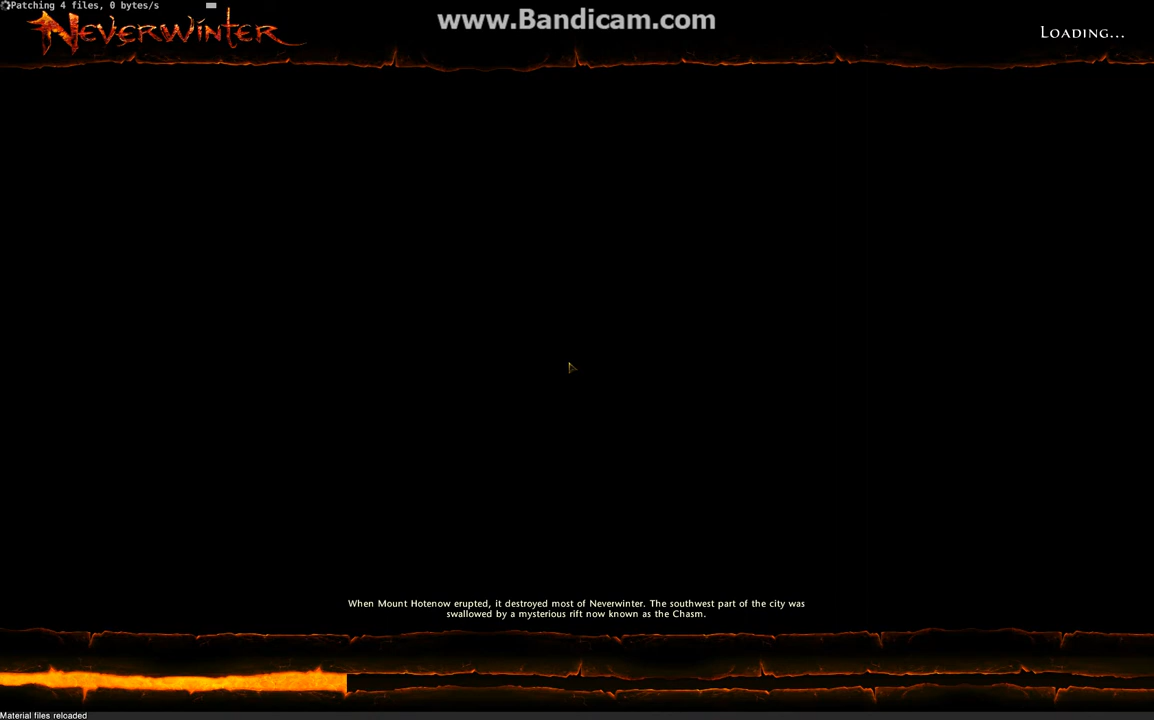 Patching 4 files, 0 bytes/s
www.Bandicam.com
NEVERWINTER
LOADING...
When Mount Hotenow erupted, it destroyed most of Neverwinter. The southwest part of the city was
swallowed by a mysterious rift now known as the Chasm.
Material files reloaded